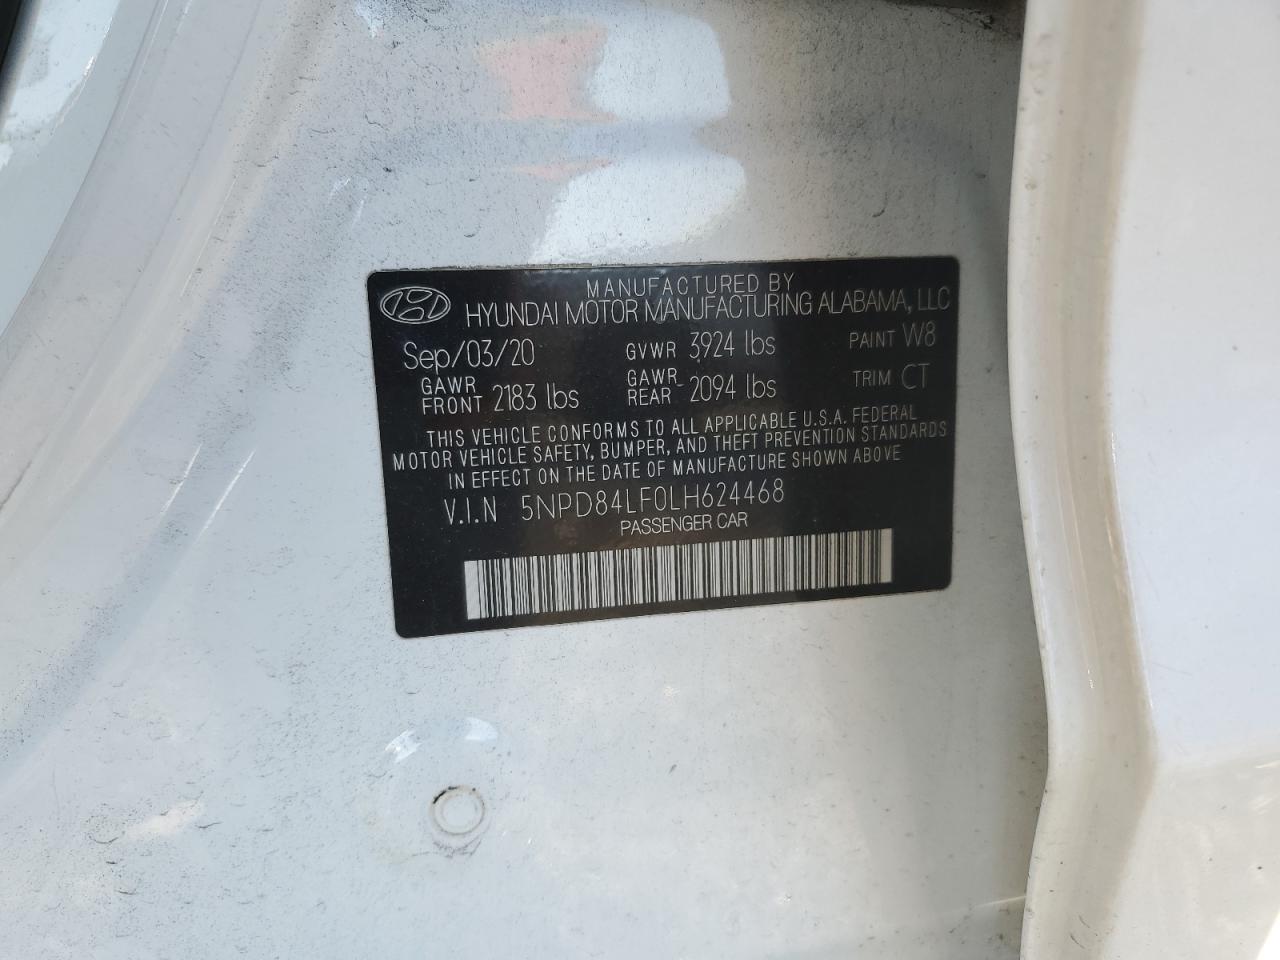 MANUFACTURED BY
HYUNDAI MOTOR MANUFACTURING ALABAMA, LLC
Sep/03/20 GVWR 3924 lbs PAINT W8
GAWR FRONT 2183 lbs GAWR REAR 2094 lbs TRIM CT
THIS VEHICLE CONFORMS TO ALL APPLICABLE U.S.A. FEDERAL
MOTOR VEHICLE SAFETY, BUMPER, AND THEFT PREVENTION STANDARDS
IN EFFECT ON THE DATE OF MANUFACTURE SHOWN ABOVE
V.I.N 5NPD84LF0LH624468
PASSENGER CAR